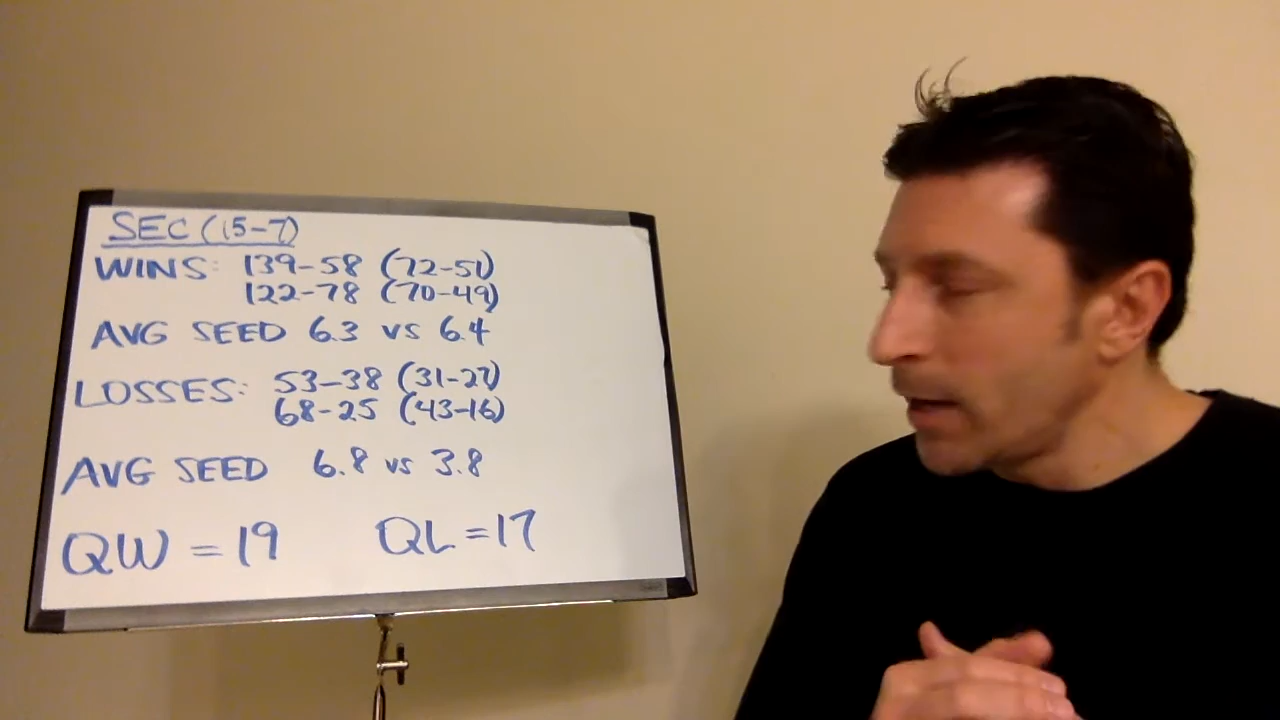 SEC (15-7)
WINS: 139-58 (72-51)
122-78 (70-49)
AVG SEED 6.3 vs 6.4
LOSSES: 53-38 (31-27)
68-25 (43-16)
AVG SEED 6.8 vs 3.8
QW = 19 QL = 17